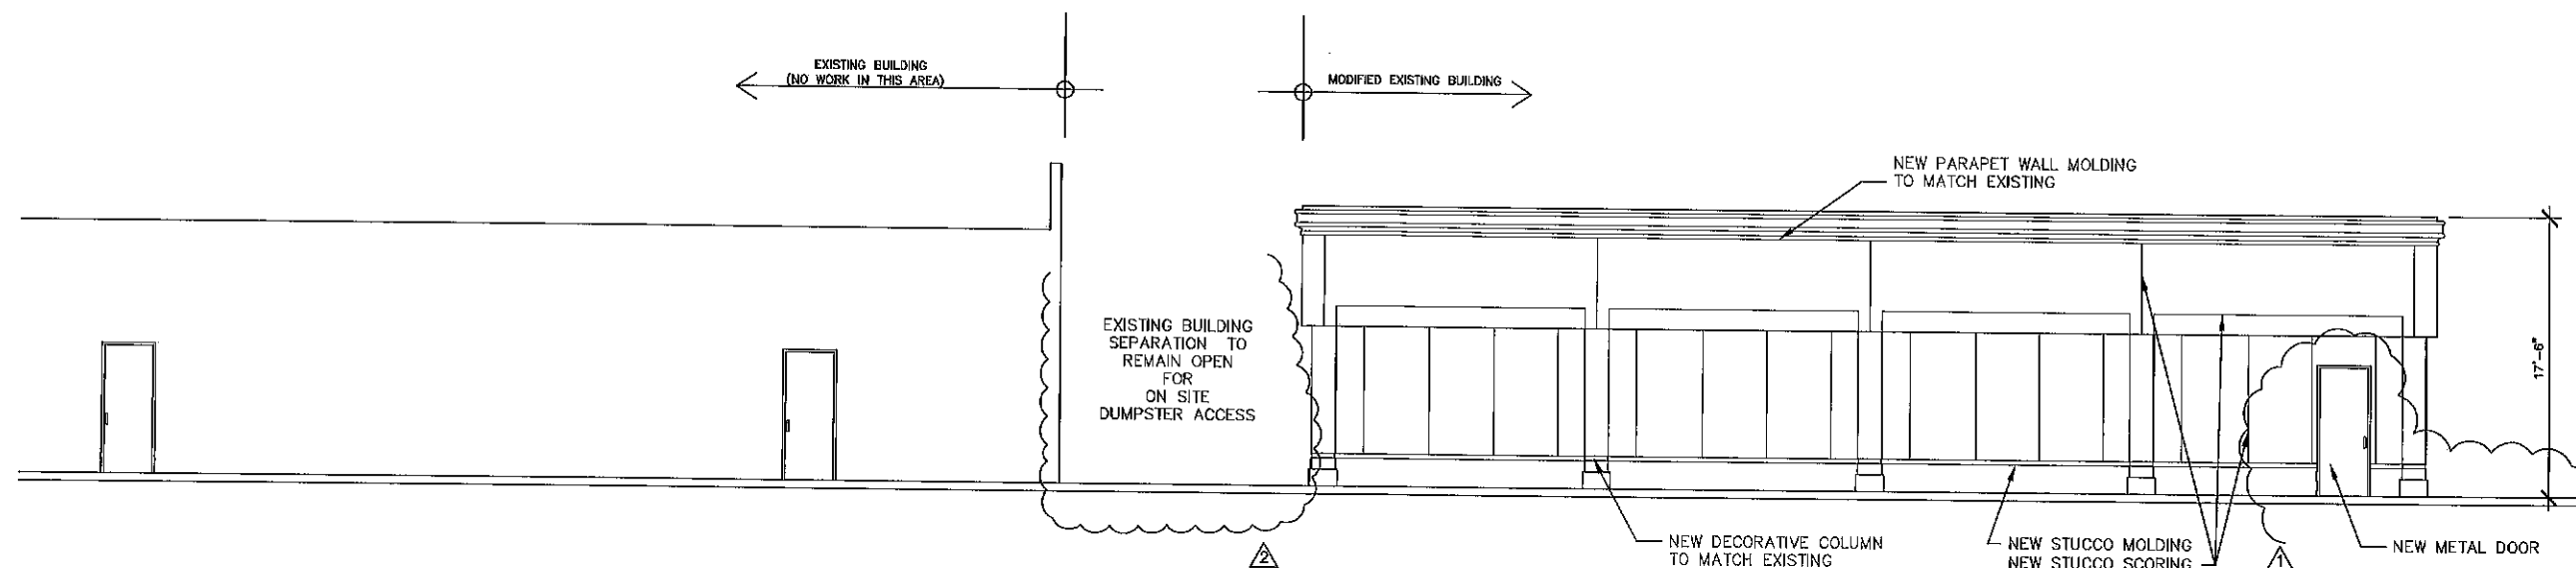 EXISTING BUILDING
(NO WORK IN THIS AREA)
MODIFIED EXISTING BUILDING
NEW PARAPET WALL MOLDING
TO MATCH EXISTING
EXISTING BUILDING
SEPARATION TO
REMAIN OPEN
FOR
ON SITE
DUMPSTER ACCESS
17'-6"
NEW DECORATIVE COLUMN
TO MATCH EXISTING
NEW STUCCO MOLDING
NEW STUCCO SCORING
NEW METAL DOOR
2
1